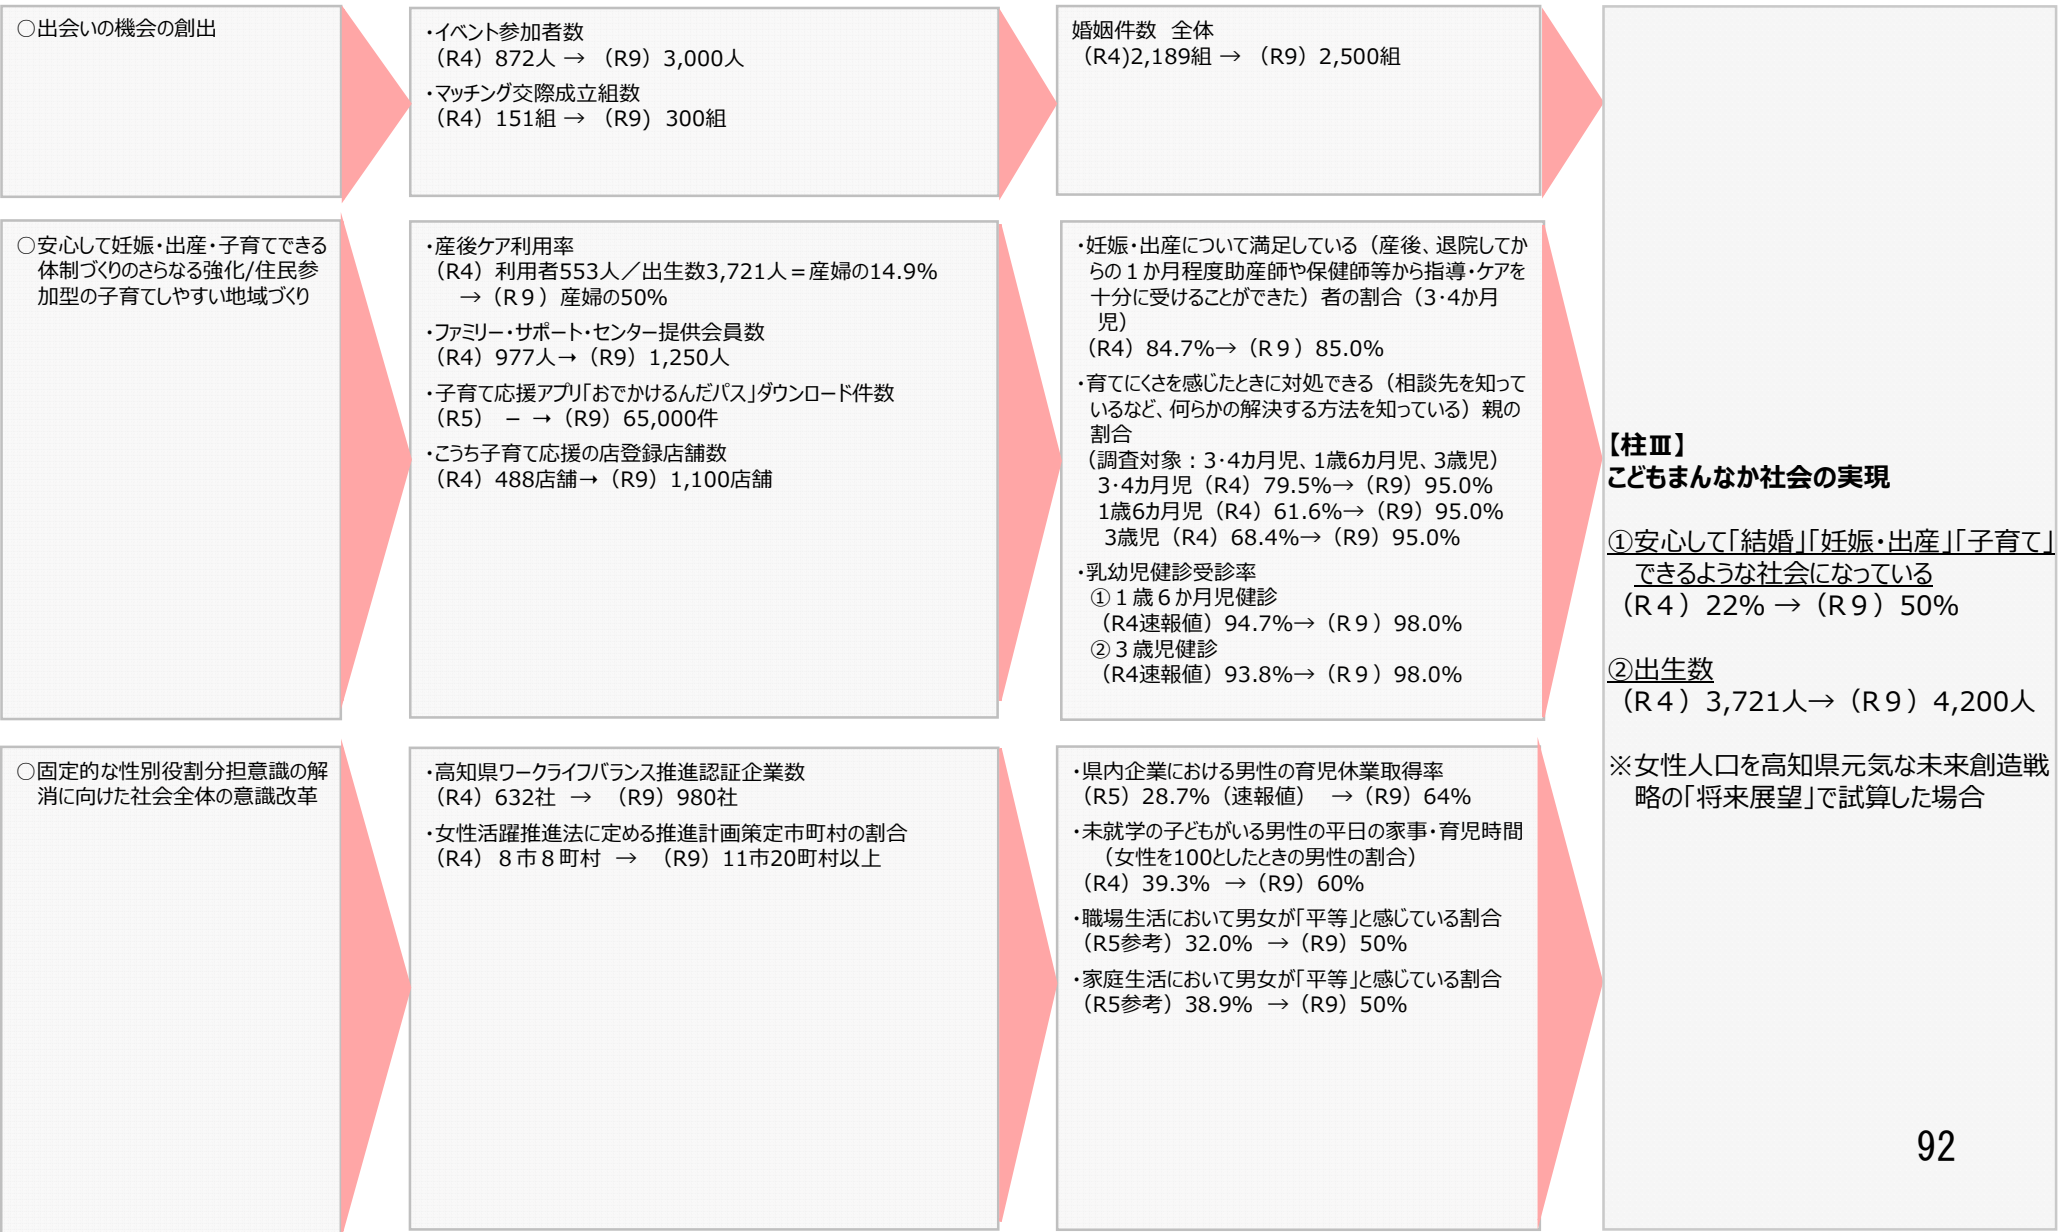 ○出会いの機会の創出
・イベント参加者数
（R4）872人 → （R9）3,000人
・マッチング交際成立組数
（R4）151組 → （R9）300組
婚姻件数 全体
（R4)2,189組 → （R9）2,500組
○安心して妊娠・出産・子育てできる
体制づくりのさらなる強化/住民参
加型の子育てしやすい地域づくり
・産後ケア利用率
（R4）利用者553人／出生数3,721人＝産婦の14.9%
→（R９）産婦の50%
・ファミリー・サポート・センター提供会員数
（R4）977人→（R9）1,250人
・子育て応援アプリ「おでかけるんだパス」ダウンロード件数
（R5） － →（R9）65,000件
・こうち子育て応援の店登録店舗数
（R4）488店舗→（R9）1,100店舗
・妊娠・出産について満足している（産後、退院してか
らの１か月程度助産師や保健師等から指導・ケアを
十分に受けることができた）者の割合（3・4か月
児）
（R4）84.7%→（R９）85.0%
・育てにくさを感じたときに対処できる（相談先を知って
いるなど、何らかの解決する方法を知っている）親の
割合
（調査対象：3・4カ月児、1歳6カ月児、3歳児）
3・4カ月児（R4）79.5%→（R9）95.0%
1歳6カ月児（R4）61.6%→（R9）95.0%
3歳児（R4）68.4%→（R9）95.0%
・乳幼児健診受診率
①１歳６か月児健診
（R4速報値）94.7%→（R９）98.0%
②３歳児健診
（R4速報値）93.8%→（R９）98.0%
○固定的な性別役割分担意識の解
消に向けた社会全体の意識改革
・高知県ワークライフバランス推進認証企業数
（R4）632社 → （R9）980社
・女性活躍推進法に定める推進計画策定市町村の割合
（R4）８市８町村 → （R9）11市20町村以上
・県内企業における男性の育児休業取得率
（R5）28.7%（速報値） →（R9）64%
・未就学の子どもがいる男性の平日の家事・育児時間
（女性を100としたときの男性の割合）
（R4）39.3% →（R9）60%
・職場生活において男女が「平等」と感じている割合
（R5参考）32.0% →（R9）50%
・家庭生活において男女が「平等」と感じている割合
（R5参考）38.9% →（R9）50%
【柱Ⅲ】
こどもまんなか社会の実現
①安心して「結婚」「妊娠・出産」「子育て」
できるような社会になっている
（R４）22% →（R９）50%
②出生数
（R４）3,721人→（R９）4,200人
※女性人口を高知県元気な未来創造戦
略の「将来展望」で試算した場合
92